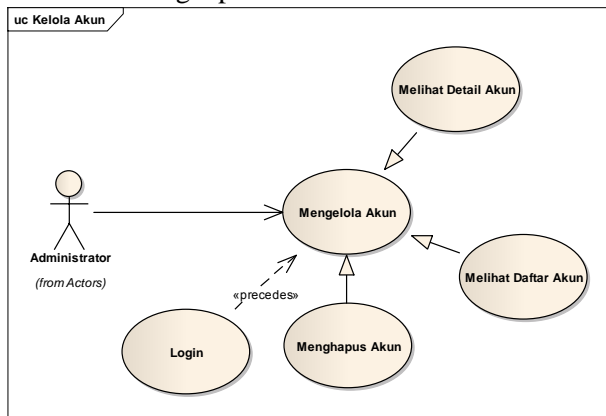 uc Kelola Akun
Melihat Detail Akun
Mengelola Akun
Administrator
(from Actors)
Melihat Daftar Akun
«precedes»
Login
Menghapus Akun